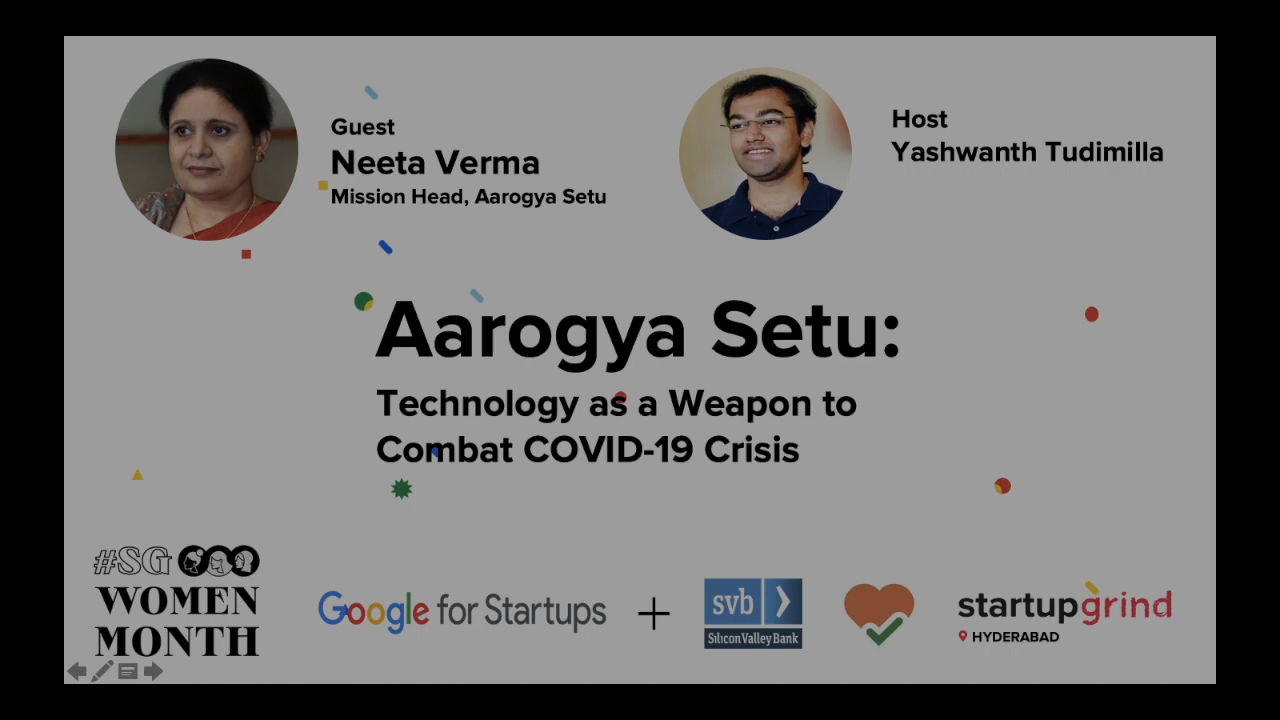 Guest
Neeta Verma
Mission Head, Aarogya Setu
Host
Yashwanth Tudimilla
Aarogya Setu:
Technology as a Weapon to
Combat COVID-19 Crisis
#SG
WOMEN
MONTH
Google for Startups
+
svb
Silicon Valley Bank
startupgrind
HYDERABAD